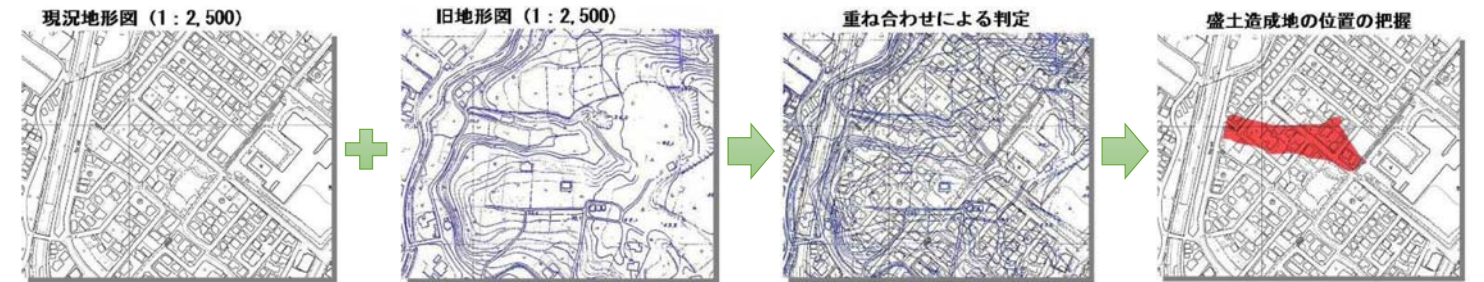 現況地形図（1：2,500）
旧地形図（1：2,500）
重ね合わせによる判定
盛土造成地の位置の把握